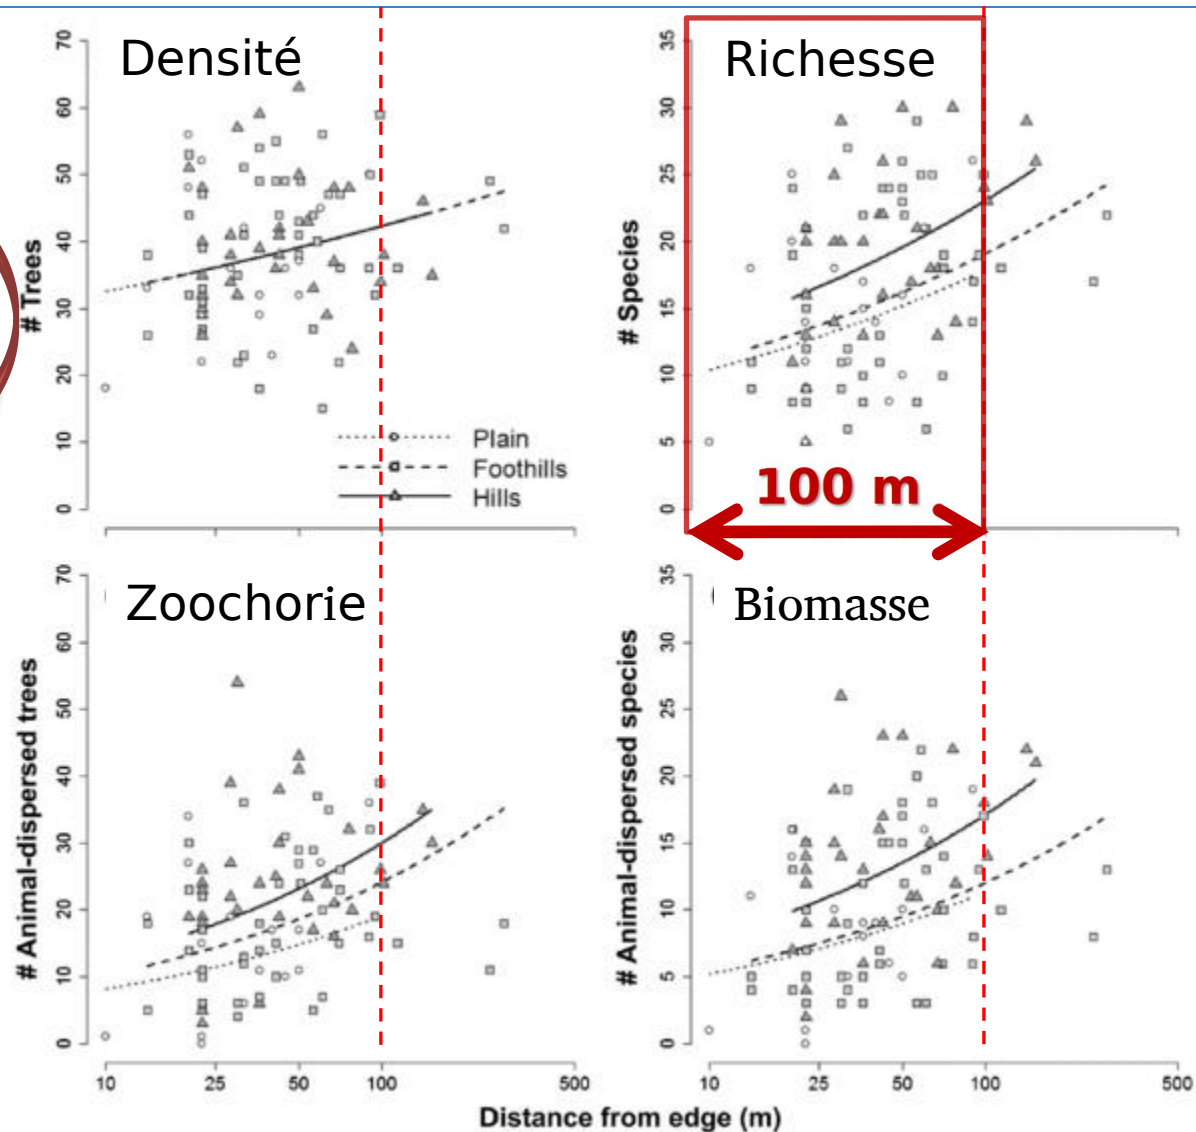 Densité
# Trees
70
60
50
40
30
20
10
0
Plain
Foothills
Hills
Richesse
# Species
35
30
25
20
15
10
5
0
100 m
Zoochorie
# Animal-dispersed trees
70
60
50
40
30
20
10
0
10 25 50 100 500
Biomasse
# Animal-dispersed species
35
30
25
20
15
10
5
0
10 25 50 100 500
Distance from edge (m)